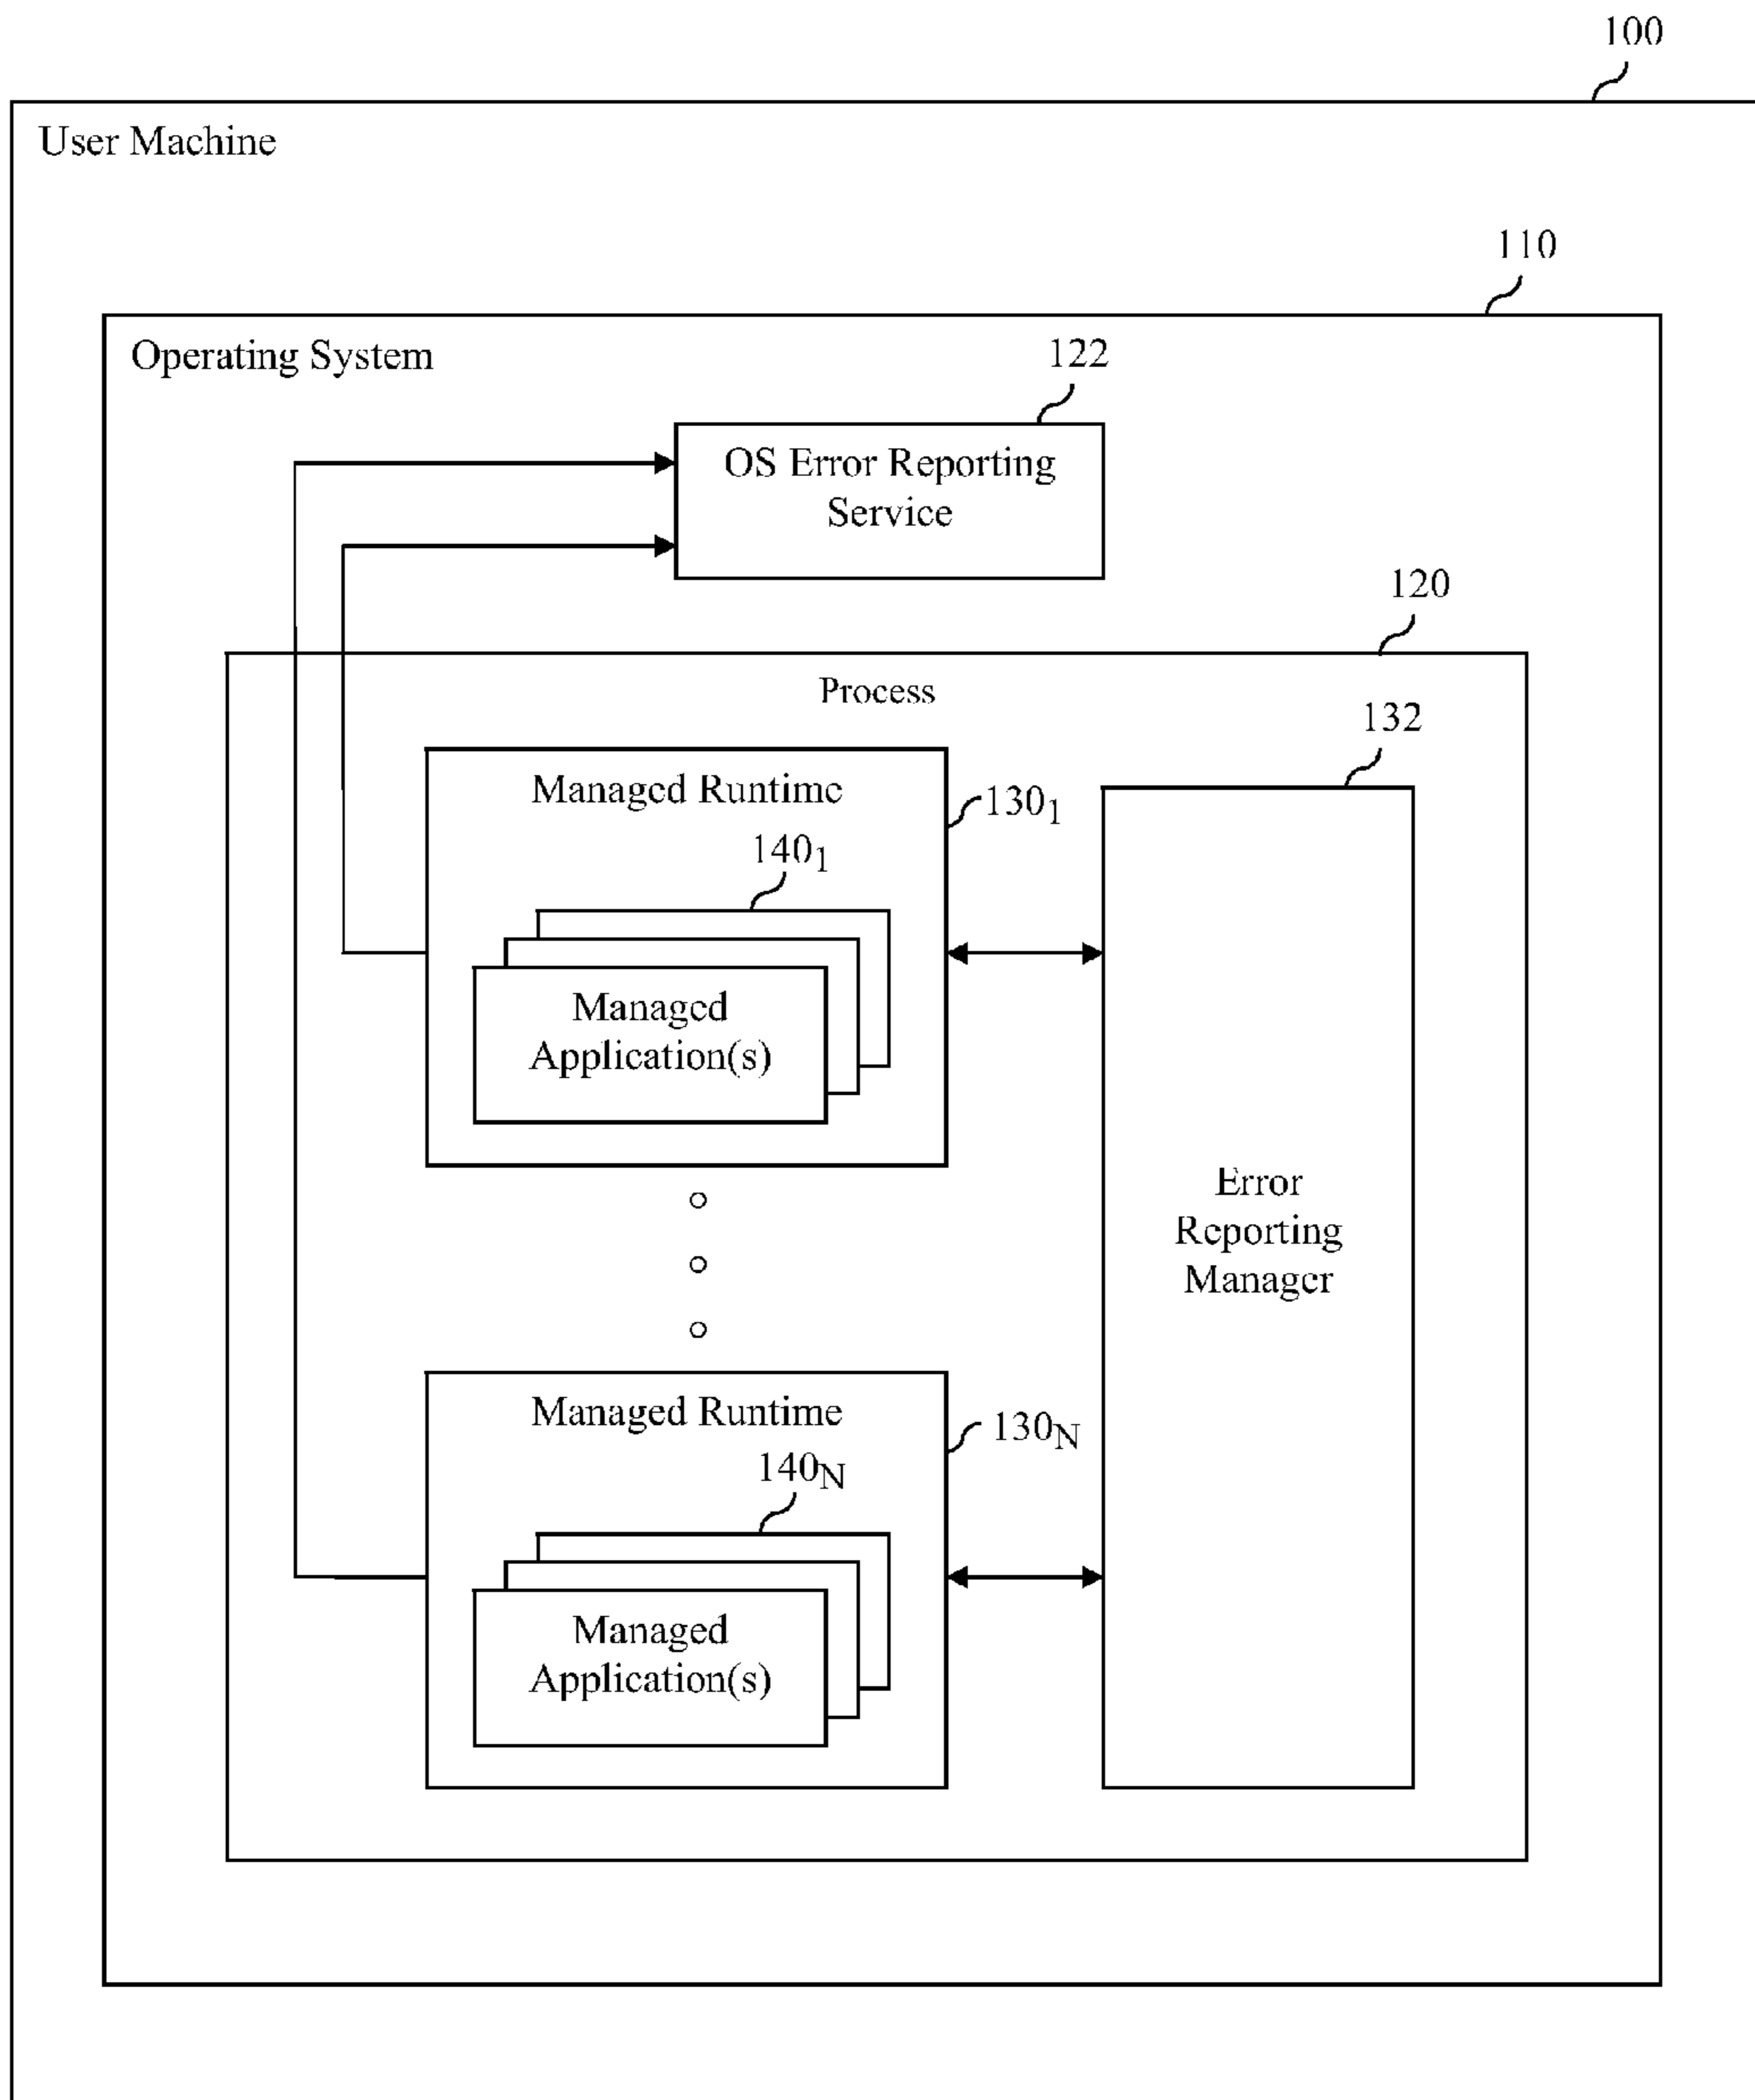 100
User Machine
110
Operating System
122
OS Error Reporting
Service
120
Process
132
Managed Runtime
130₁
140₁
Managed
Application(s)
Error
Reporting
Manager
Managed Runtime
130N
140N
Managed
Application(s)